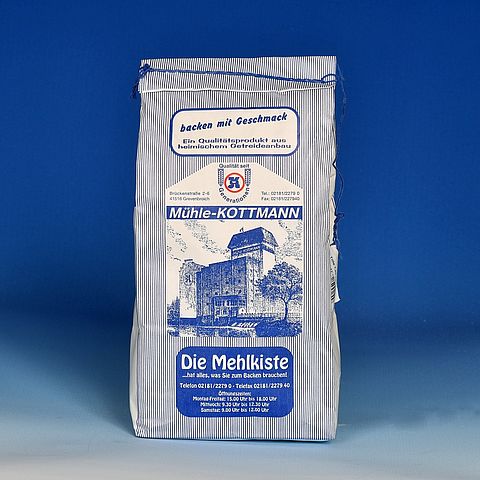 backen mit Geschmack
Ein Qualitätsprodukt aus
heimischem Getreideanbau
Qualität seit
Generationen
Brückenstraße 2-6
41516 Grevenbroich
Tel.: 02181/2279 0
Fax: 02181/227940
Mühle-KOTTMANN
Die Mehlkiste
...hat alles, was Sie zum Backen brauchen!
Telefon 02181/2279 0 - Telefax 02181/2279 40
Öffnungszeiten:
Montag-Freitag: 15.00 Uhr bis 18.00 Uhr
Mittwoch: 9.30 Uhr bis 12.30 Uhr
Samstag: 9.00 Uhr bis 12.00 Uhr